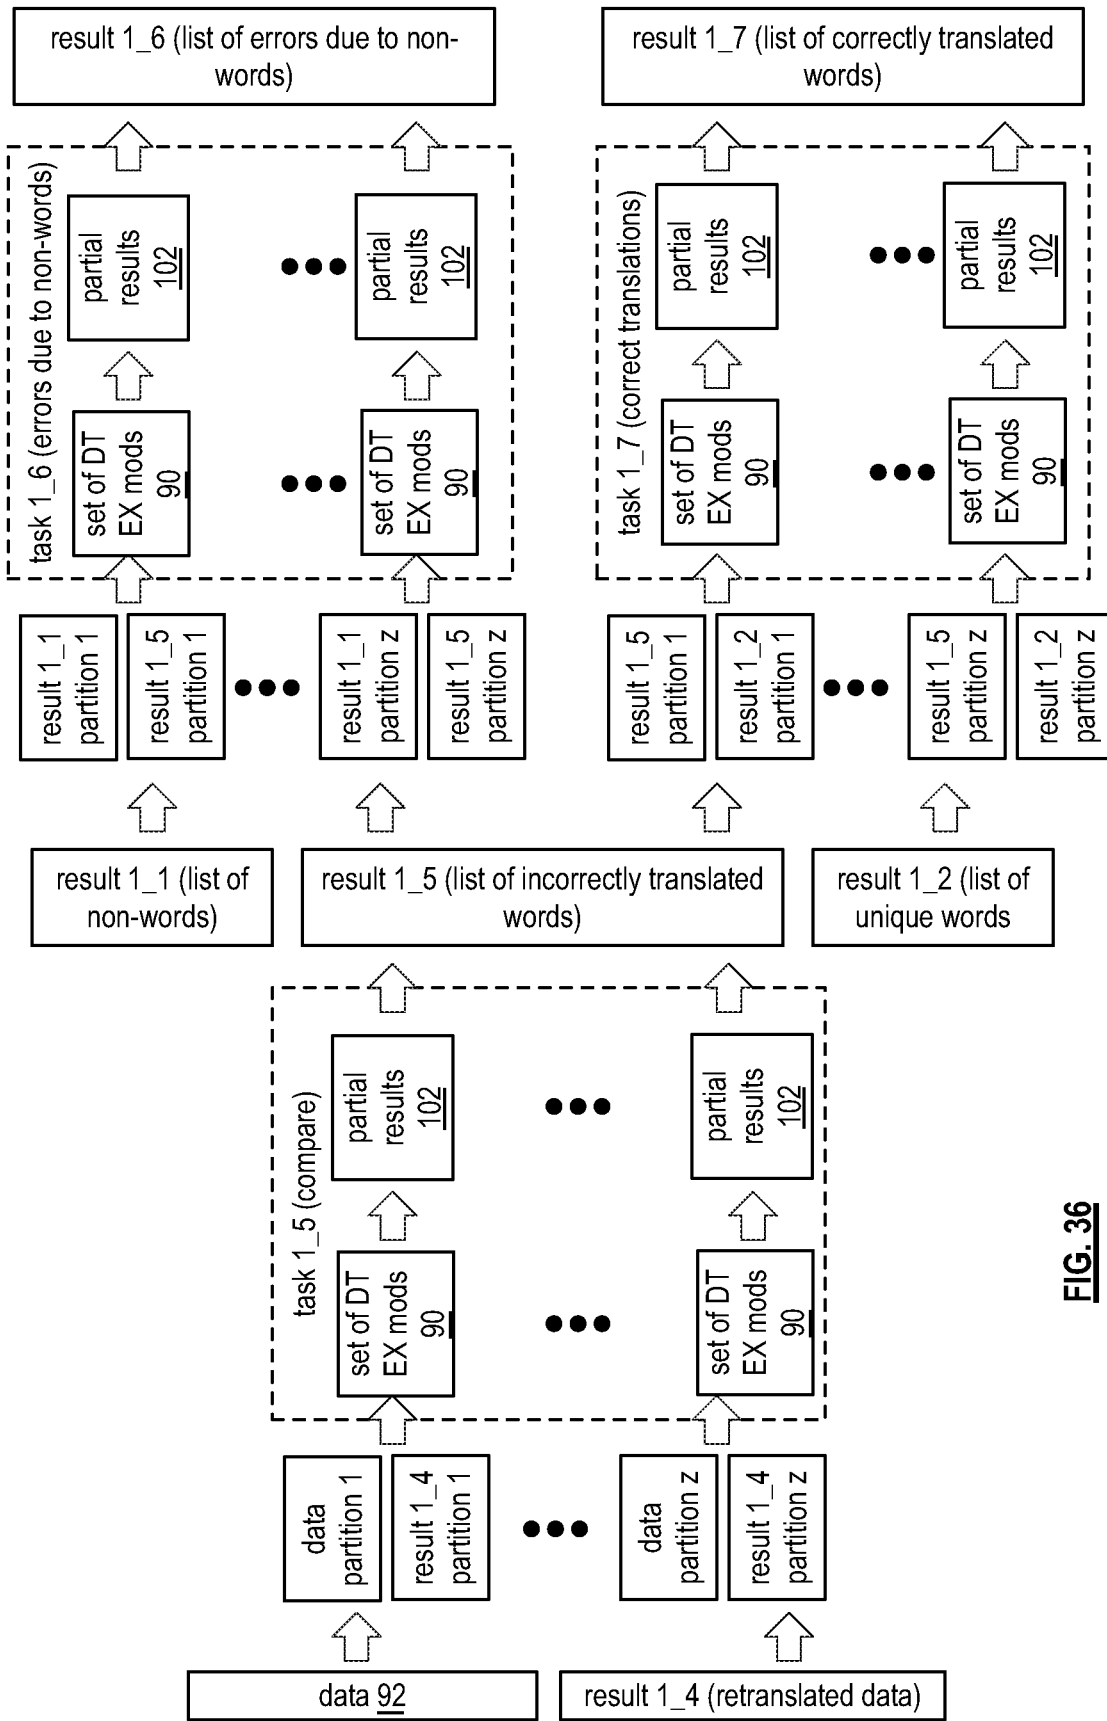 data 92
result 1_4 (retranslated data)
data
partition 1
result 1_4
partition 1
data
partition z
result 1_4
partition z
task 1_5 (compare)
set of DT
EX mods
90
partial
results
102
set of DT
EX mods
90
partial
results
102
result 1_1 (list of
non-words)
result 1_5 (list of incorrectly translated
words)
result 1_2 (list of
unique words
result 1_1
partition 1
result 1_5
partition 1
result 1_1
partition z
result 1_5
partition z
result 1_5
partition 1
result 1_2
partition 1
result 1_5
partition z
result 1_2
partition z
task 1_6 (errors due to non-words)
set of DT
EX mods
90
partial
results
102
set of DT
EX mods
90
partial
results
102
task 1_7 (correct translations)
set of DT
EX mods
90
partial
results
102
set of DT
EX mods
90
partial
results
102
result 1_6 (list of errors due to non-
words)
result 1_7 (list of correctly translated
words)
FIG. 36